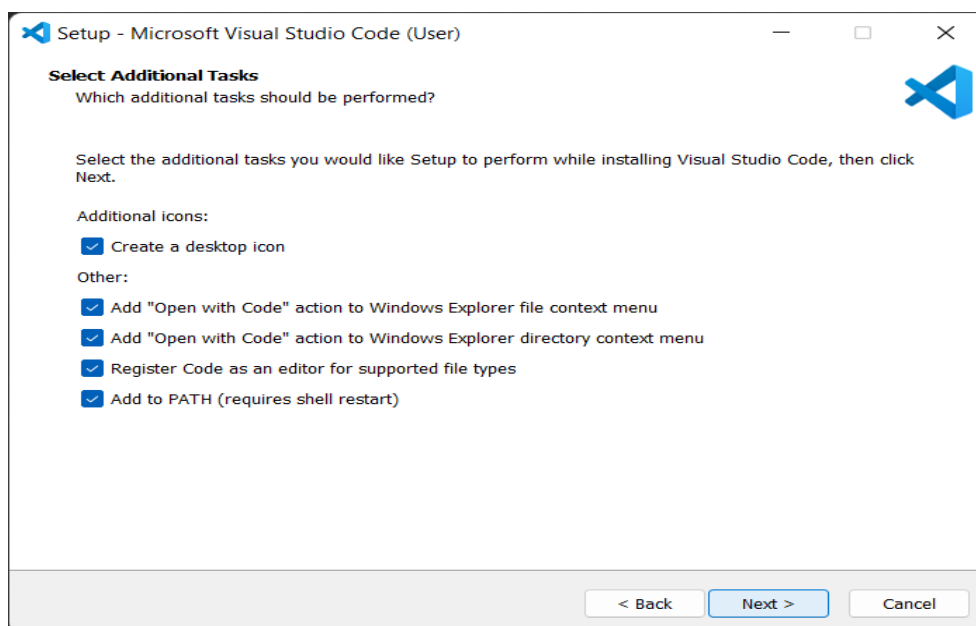 Setup - Microsoft Visual Studio Code (User)
Select Additional Tasks
Which additional tasks should be performed?
Select the additional tasks you would like Setup to perform while installing Visual Studio Code, then click
Next.
Additional icons:
Create a desktop icon
Other:
Add "Open with Code" action to Windows Explorer file context menu
Add "Open with Code" action to Windows Explorer directory context menu
Register Code as an editor for supported file types
Add to PATH (requires shell restart)
< Back Next > Cancel